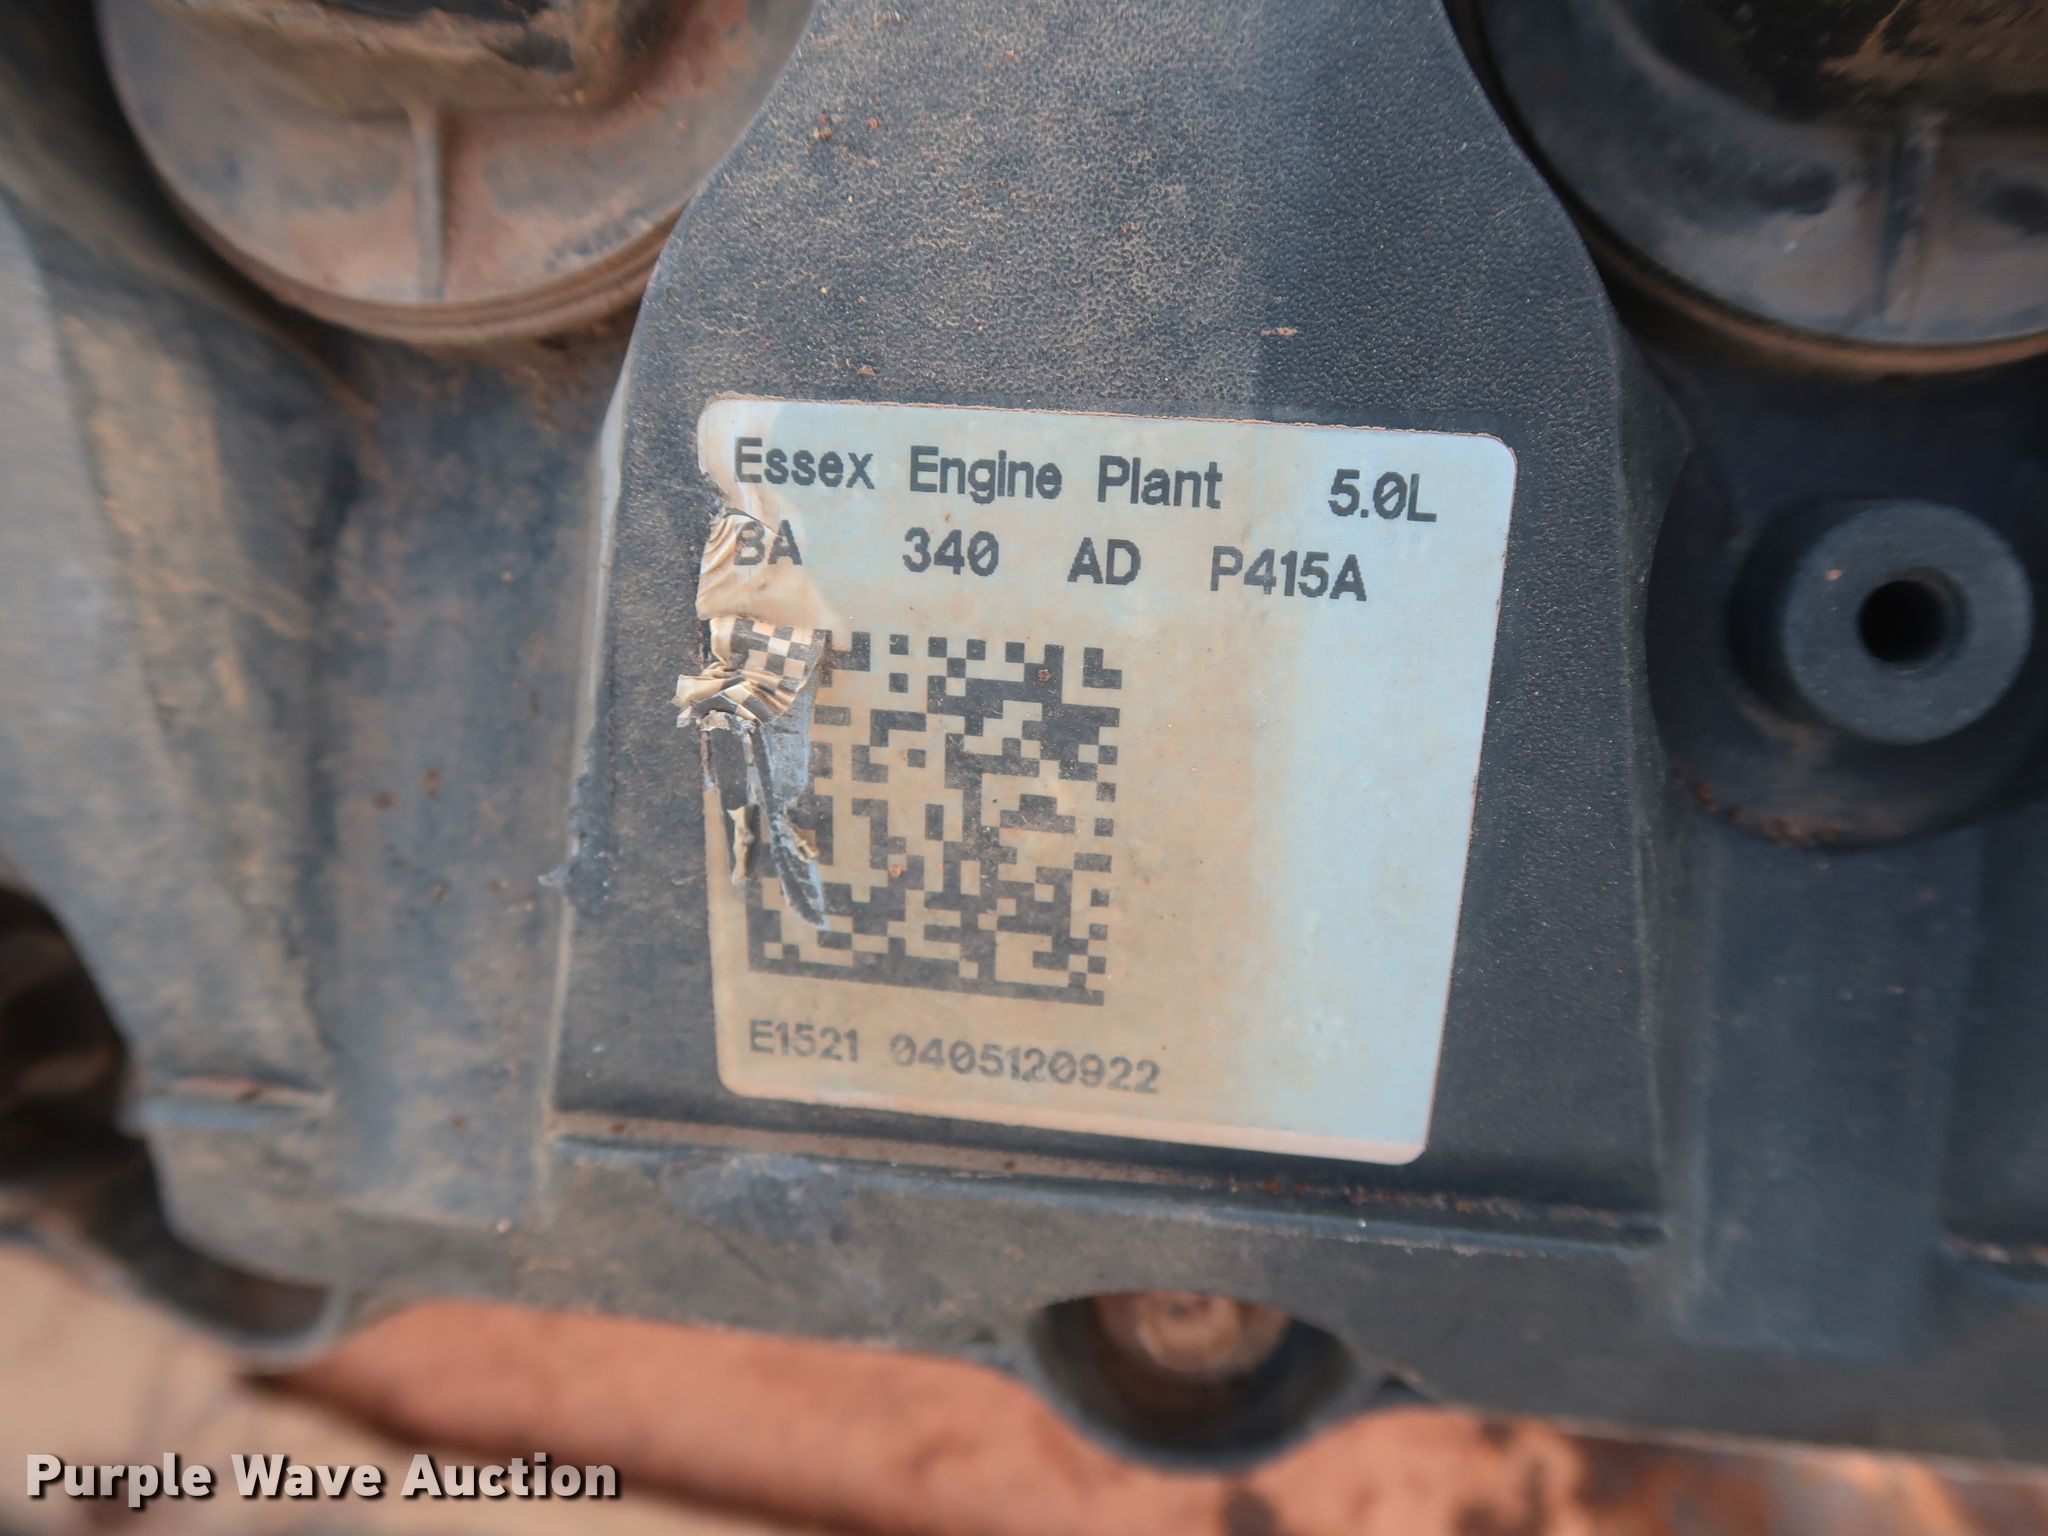 Essex Engine Plant 5.0L
BA 340 AD P415A
E1521 0405120922
Purple Wave Auction